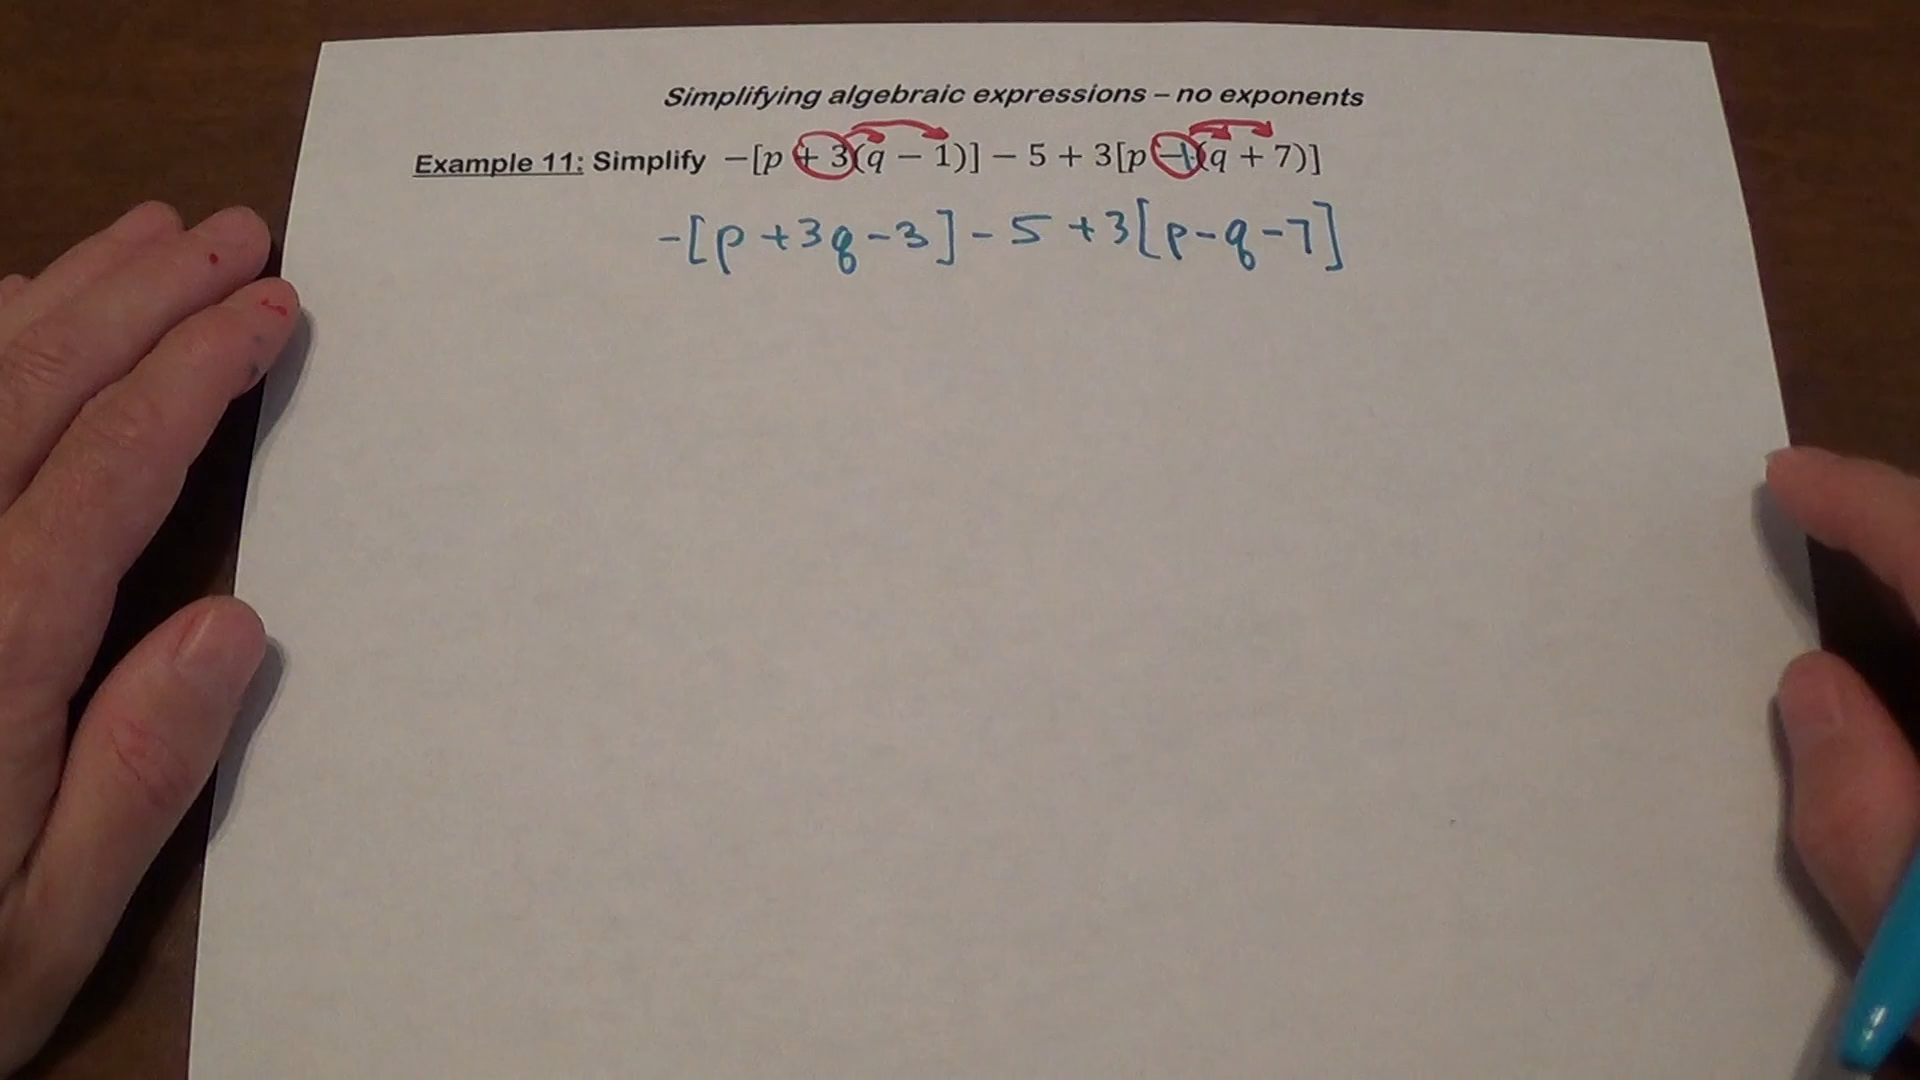 Simplifying algebraic expressions – no exponents
Example 11: Simplify −[p + 3(q − 1)] − 5 + 3[p −1(q + 7)]
-[p +3q -3] - 5 +3[p-q-7]